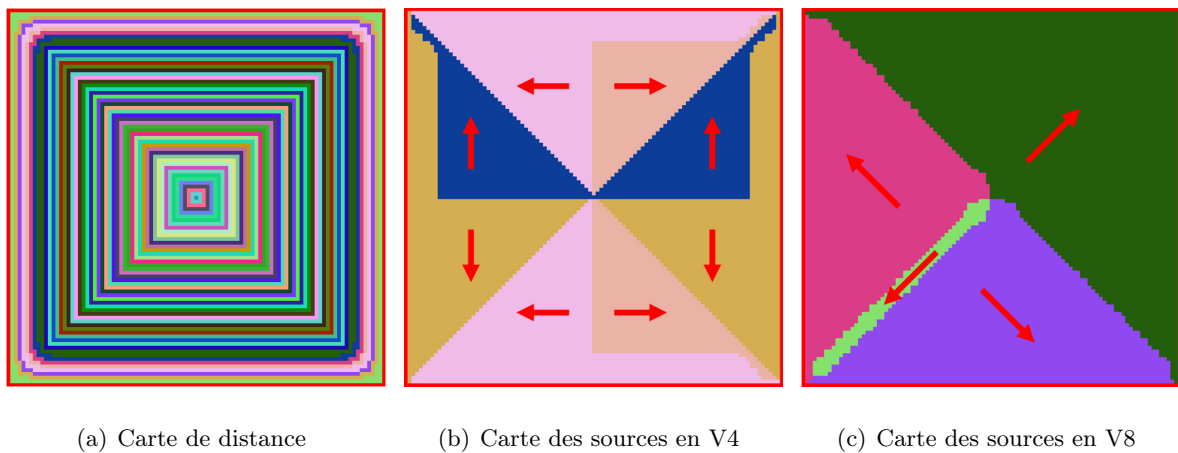 (a) Carte de distance
(b) Carte des sources en V4
(c) Carte des sources en V8